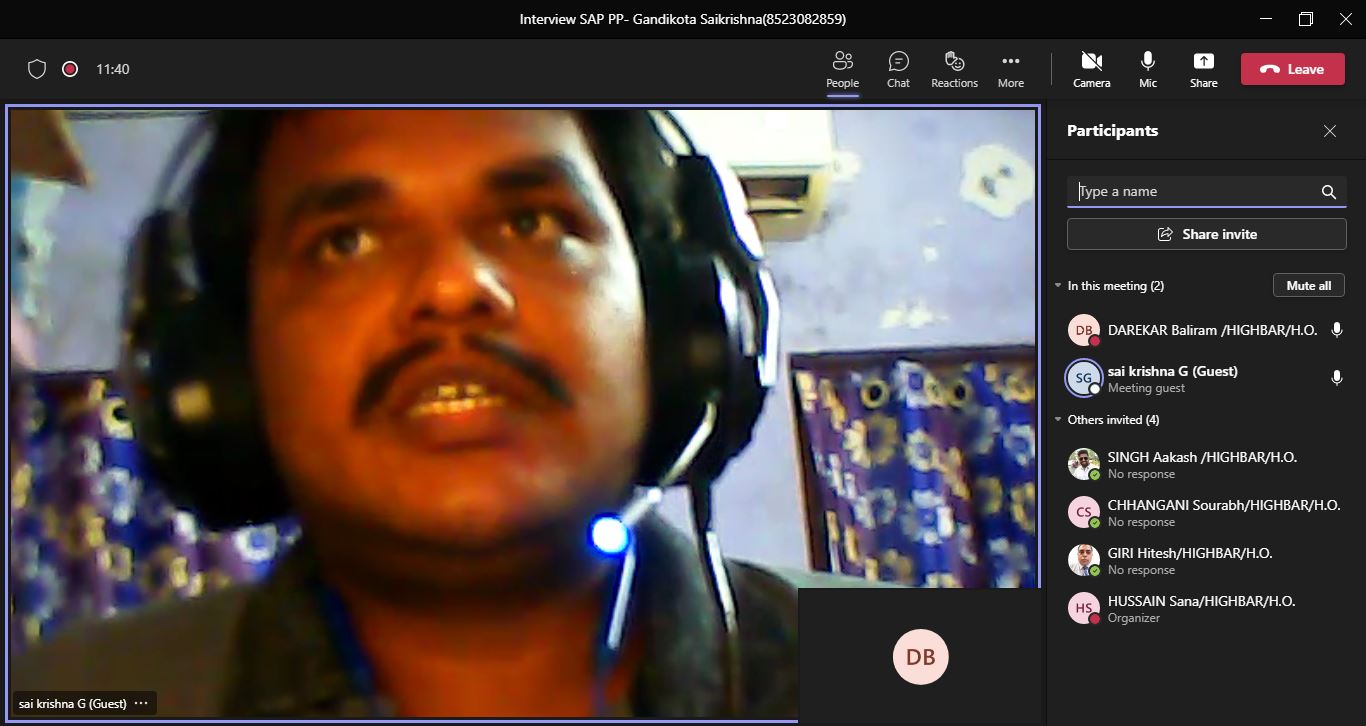 Interview SAP PP- Gandikota Saikrishna(8523082859)
11:40
People
Chat
Reactions
More
Camera
Mic
Share
Leave
Participants
Type a name
Share invite
In this meeting (2)
Mute all
DB
DAREKAR Baliram /HIGHBAR/H.O.
SG
sai krishna G (Guest)
Meeting guest
Others invited (4)
SINGH Aakash /HIGHBAR/H.O.
No response
CS
CHHANGANI Sourabh/HIGHBAR/H.O.
No response
GIRI Hitesh/HIGHBAR/H.O.
No response
HS
HUSSAIN Sana/HIGHBAR/H.O.
Organizer
DB
sai krishna G (Guest)